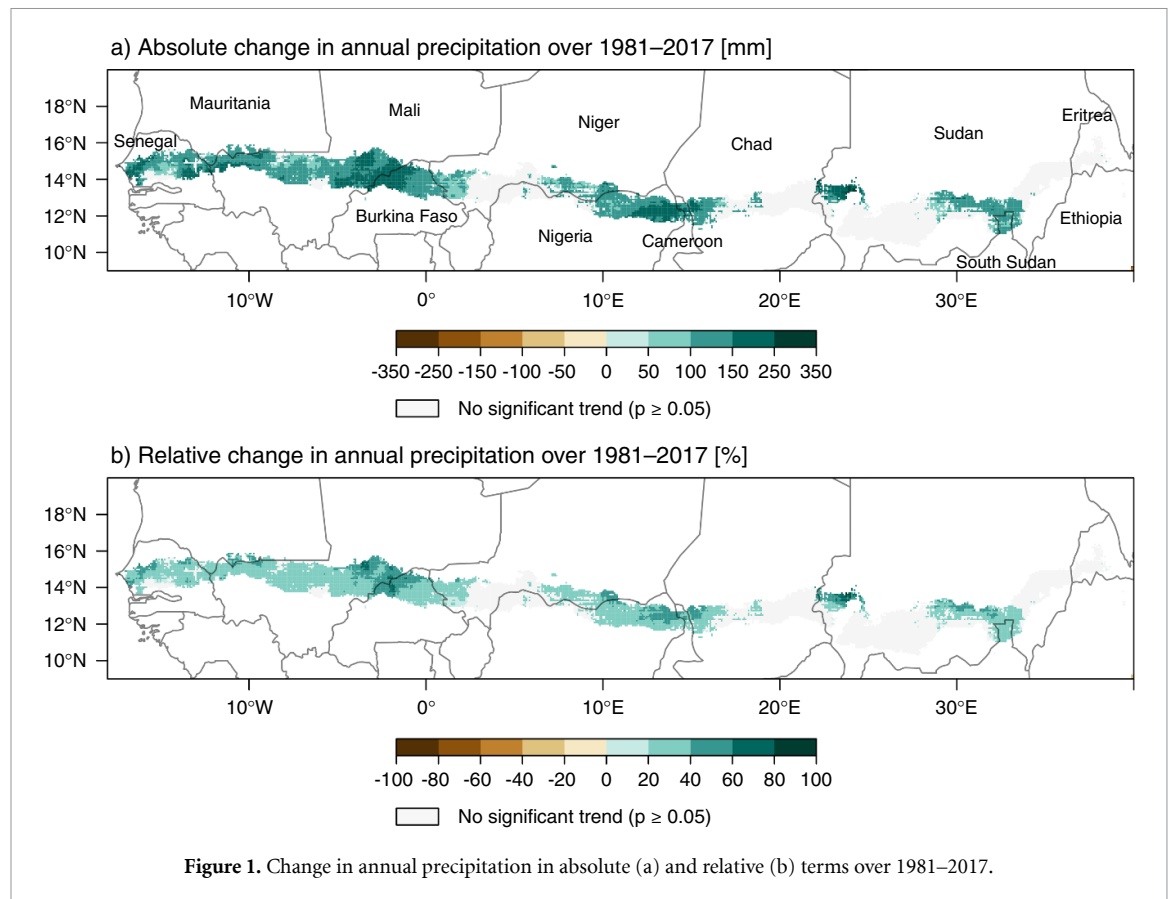 a) Absolute change in annual precipitation over 1981–2017 [mm]
18°N
16°N
14°N
12°N
10°N
Mauritania
Mali
Niger
Chad
Sudan
Eritrea
Senegal
Burkina Faso
Nigeria
Cameroon
Ethiopia
South Sudan
10°W 0° 10°E 20°E 30°E
-350 -250 -150 -100 -50 0 50 100 150 250 350
No significant trend (p ≥ 0.05)
b) Relative change in annual precipitation over 1981–2017 [%]
18°N
16°N
14°N
12°N
10°N
10°W 0° 10°E 20°E 30°E
-100 -80 -60 -40 -20 0 20 40 60 80 100
No significant trend (p ≥ 0.05)
Figure 1. Change in annual precipitation in absolute (a) and relative (b) terms over 1981–2017.